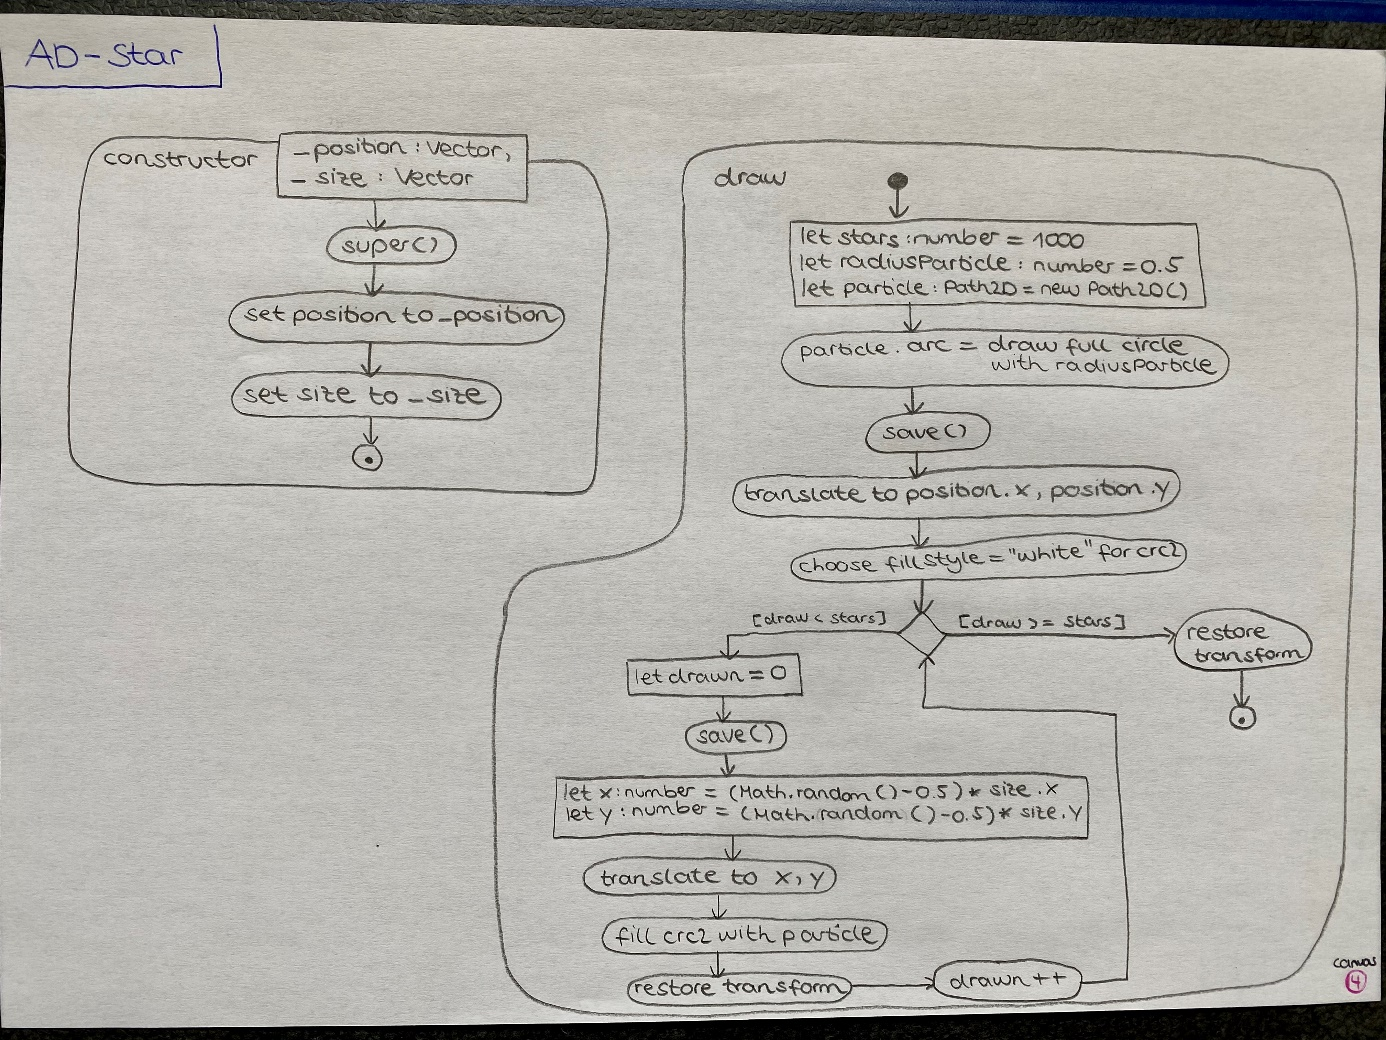 AD-Star
constructor
_position : Vector,
_ size : Vector
super()
set position to _position
set size to _size
draw
let stars : number = 1000
let radiusParticle : number = 0.5
let particle : Path2D = new Path2D()
particle. arc = draw full circle
with radiusParticle
save()
translate to position.x, position.y
choose fillstyle = "white" for crc2
[draw < stars]
[draw >= stars]
restore
transform
let drawn = 0
save()
let x : number = (Math.random () - 0.5) * size.x
let y : number = (Math.random () - 0.5) * size.y
translate to x, y
fill crc2 with particle
restore transform
drawn ++
canvas
4